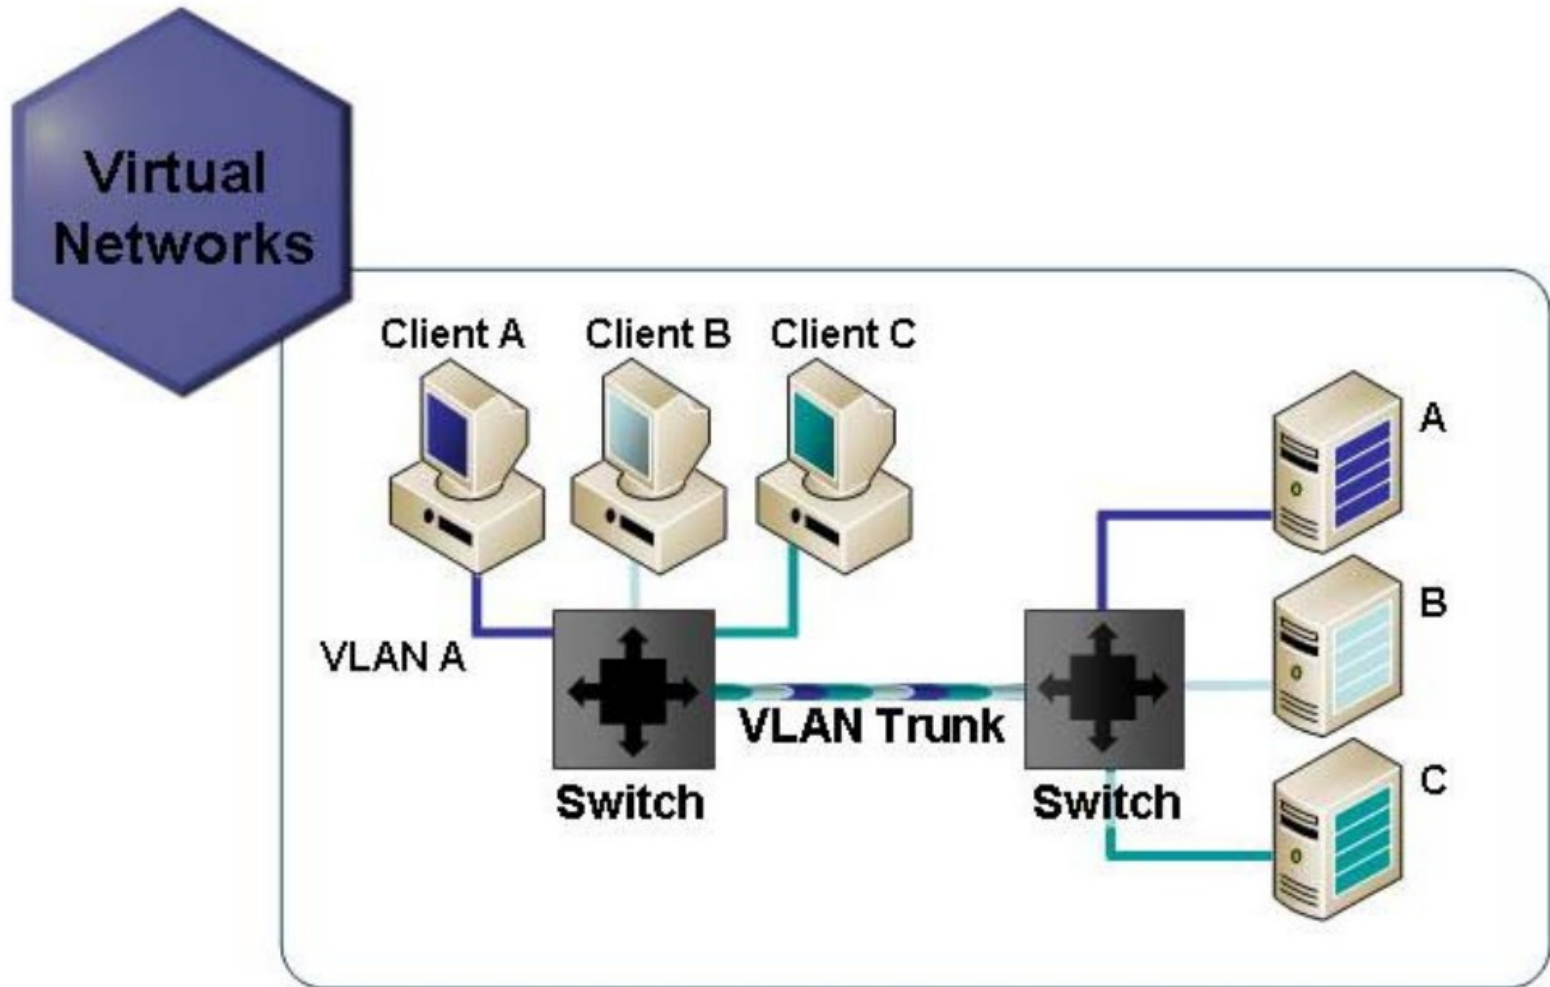 Virtual
Networks
Client A
Client B
Client C
A
B
C
VLAN A
VLAN Trunk
Switch
Switch